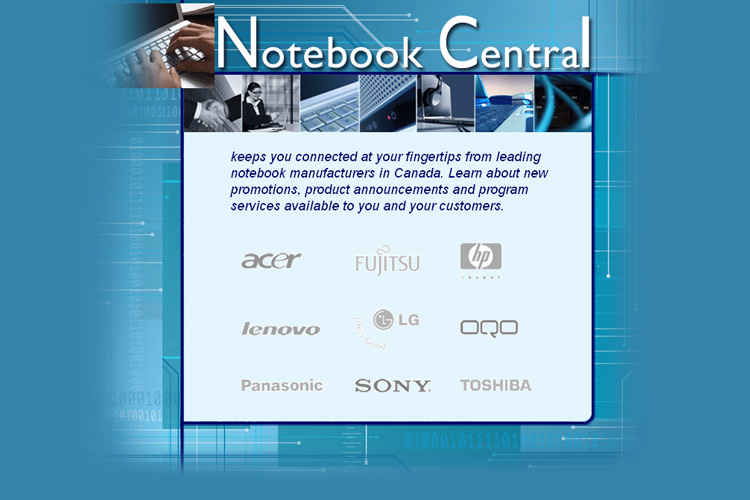 Notebook Central
keeps you connected at your fingertips from leading
notebook manufacturers in Canada. Learn about new
promotions, product announcements and program
services available to you and your customers.
acer
FUJITSU
hp
invent
lenovo
LG
Life's Good
OQO
Panasonic
SONY
TOSHIBA